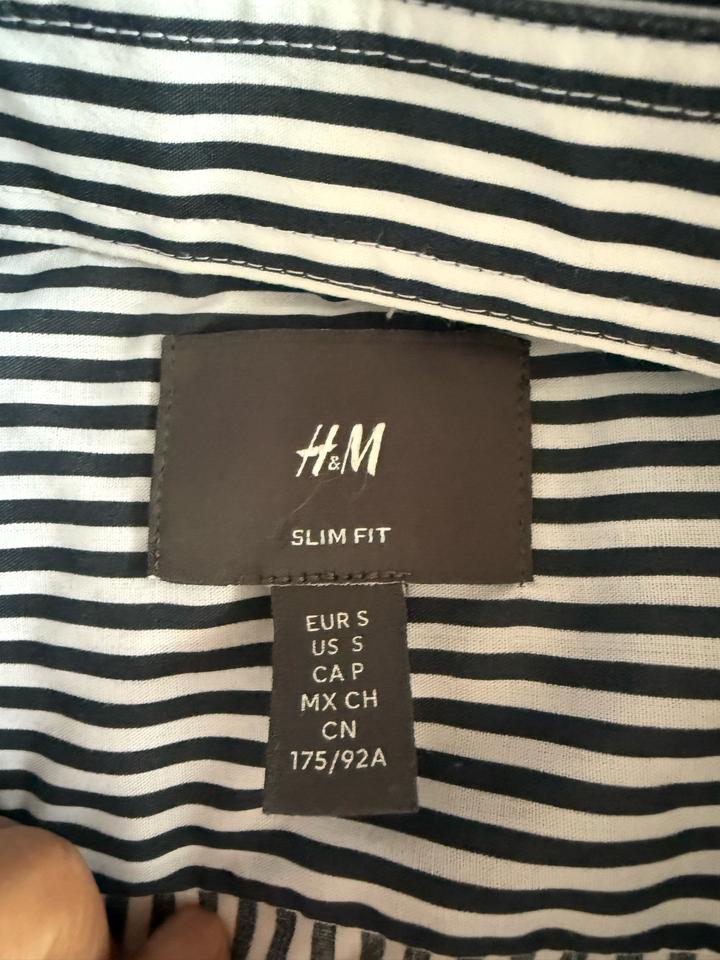 H&M
SLIM FIT
EUR S
US S
CA P
MX CH
CN
175/92A